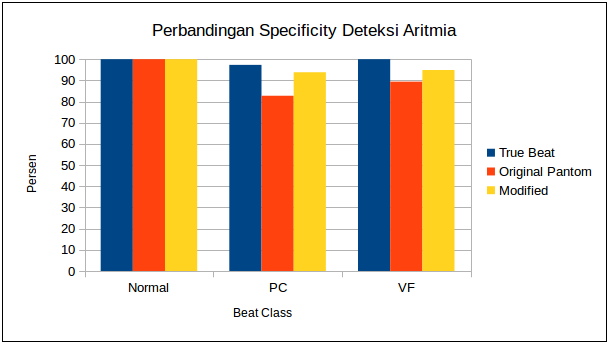 Perbandingan Specificity Deteksi Aritmia
100
90
80
70
60
50
40
30
20
10
0
Persen
Normal
PC
VF
Beat Class
True Beat
Original Pantom
Modified